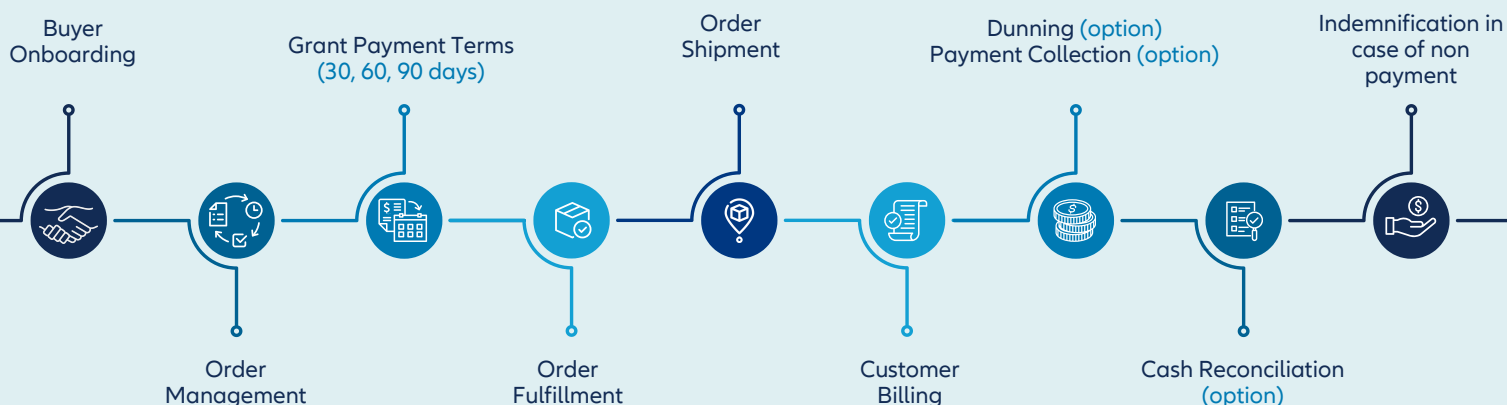 Buyer
Onboarding
Order
Management
Grant Payment Terms
(30, 60, 90 days)
Order
Fulfillment
Order
Shipment
Customer
Billing
Dunning (option)
Payment Collection (option)
Cash Reconciliation
(option)
Indemnification in
case of non
payment